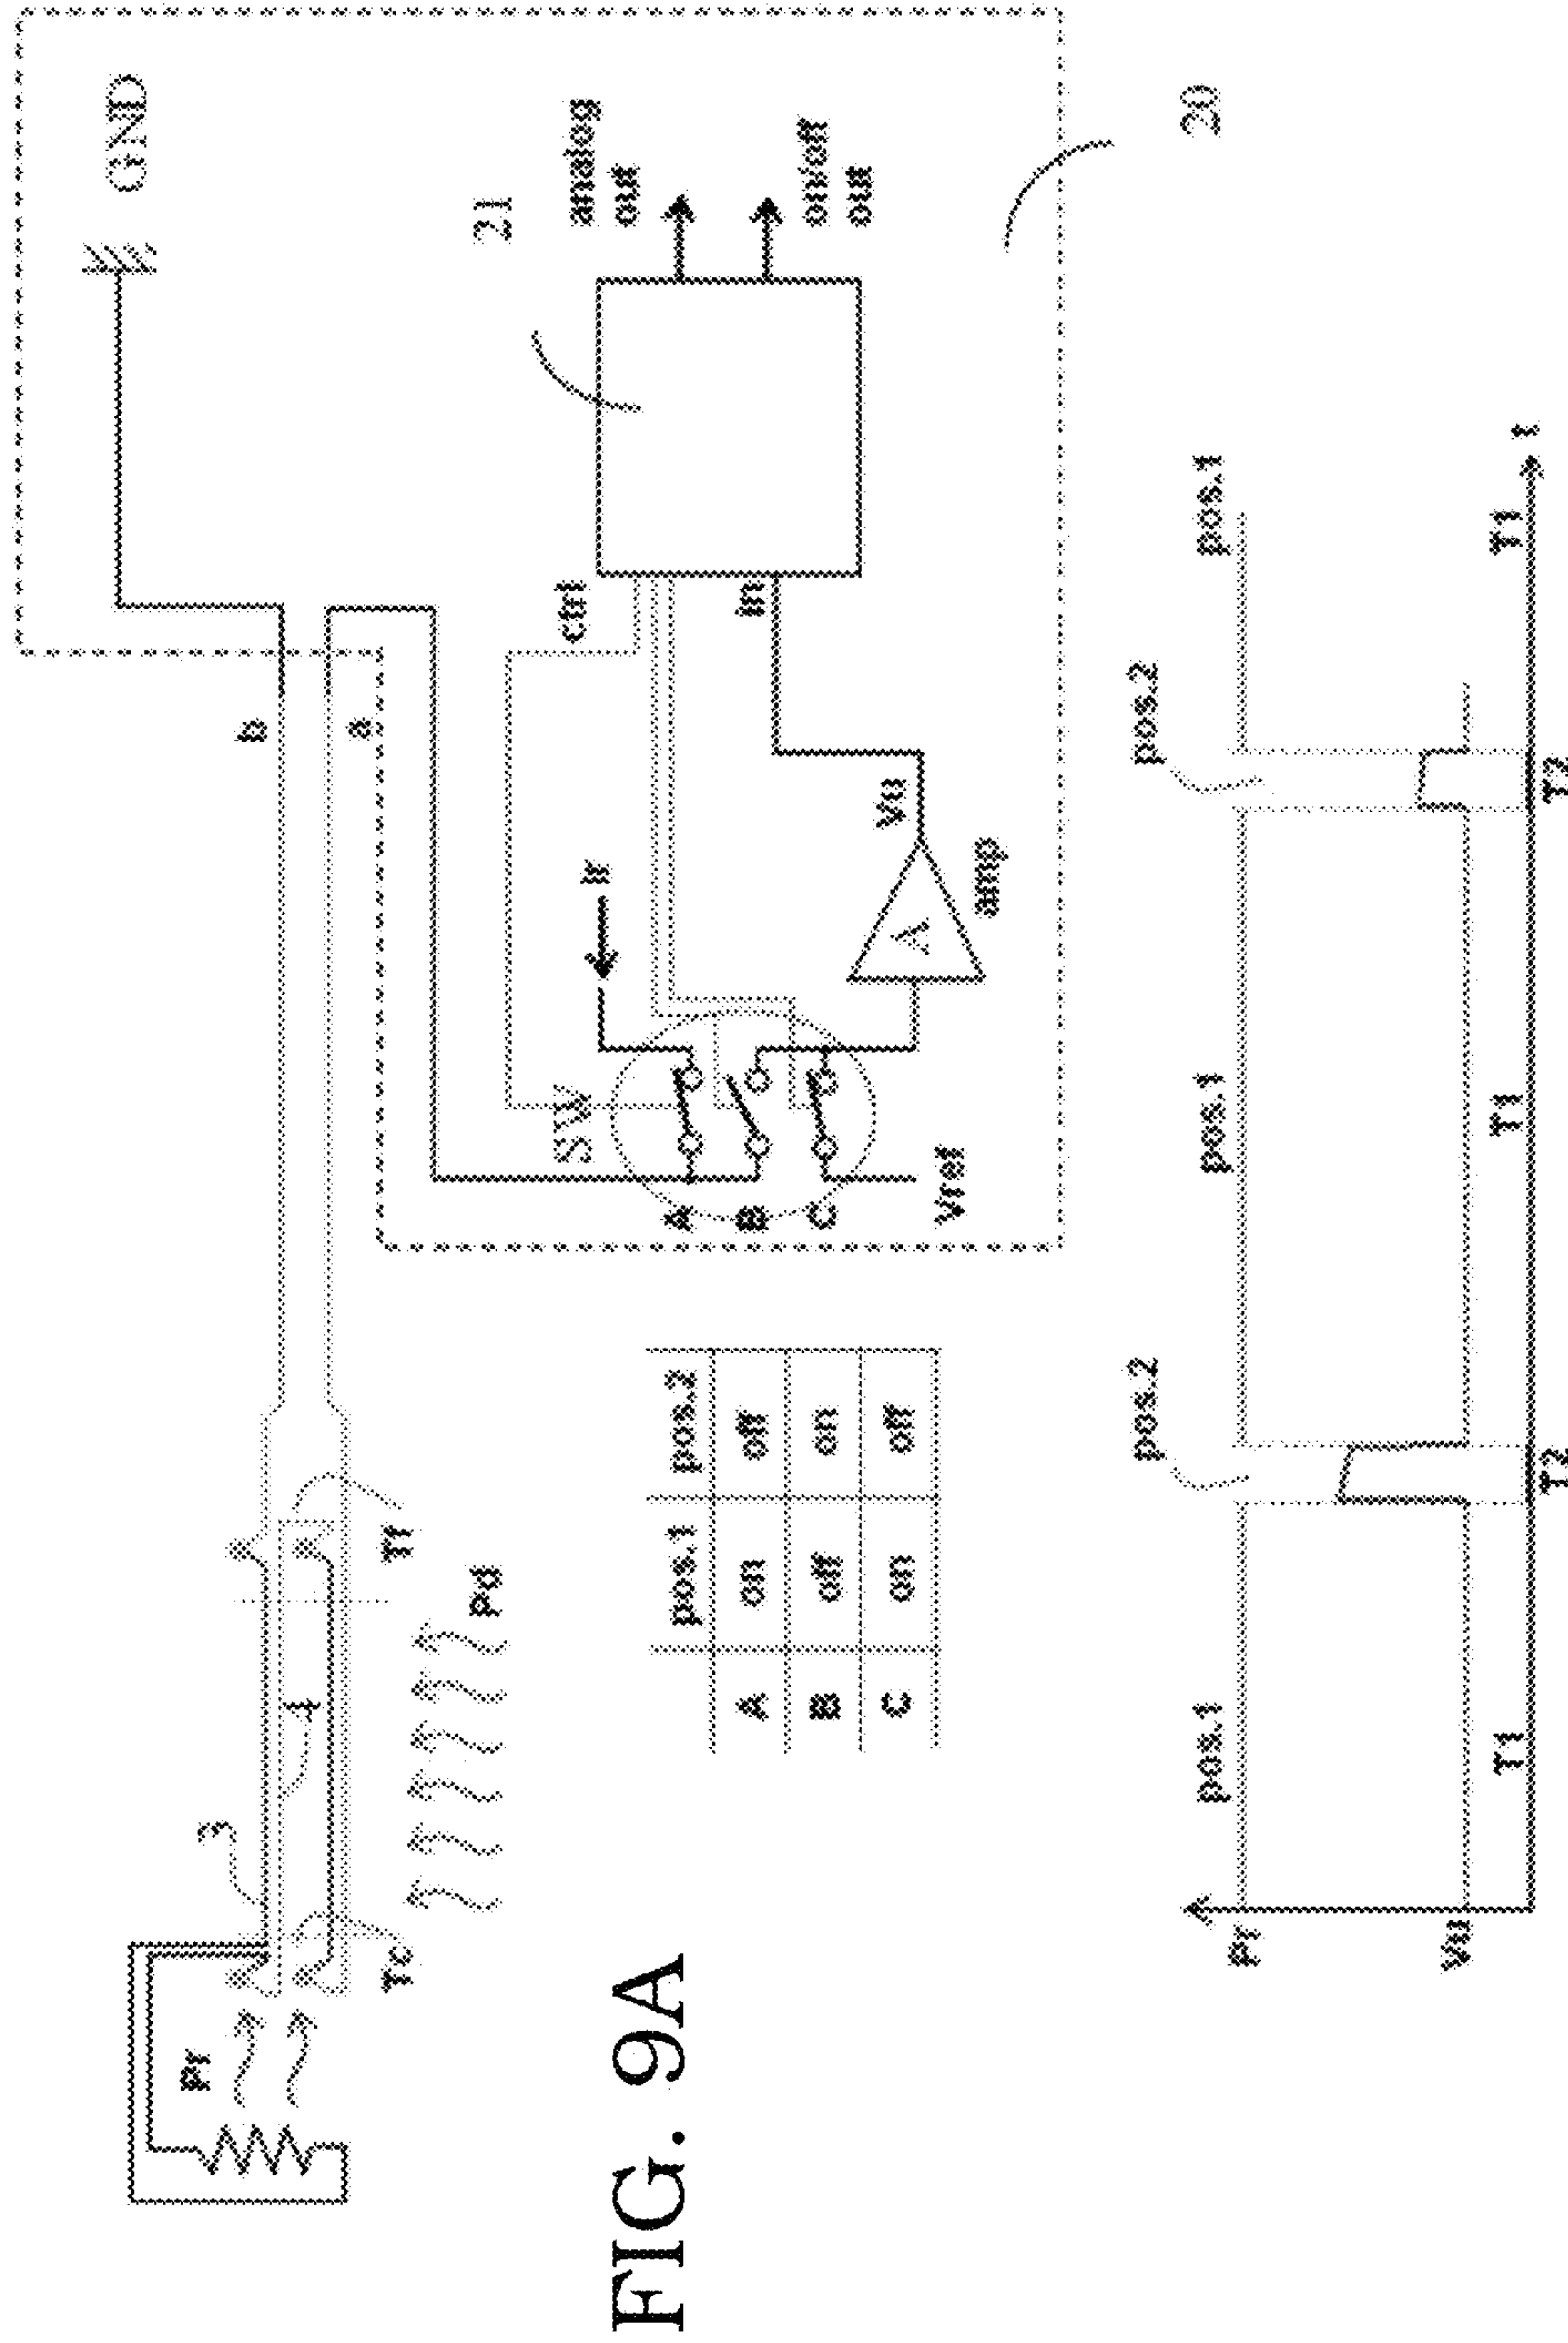 GND
21
analog
out
on/off
out
20
b
a
ctrl
in
Ir
SW
Vo
A
amp
A
B
C
Vref
3
4
Tf
Tc
Pr
Pd
pos.1 pos.2
A on off
B off on
C on off
pos.2 pos.2
Pr pos.1 pos.1 pos.1
Vu
T1 T2 T1 T2 T1 t
FIG. 9A